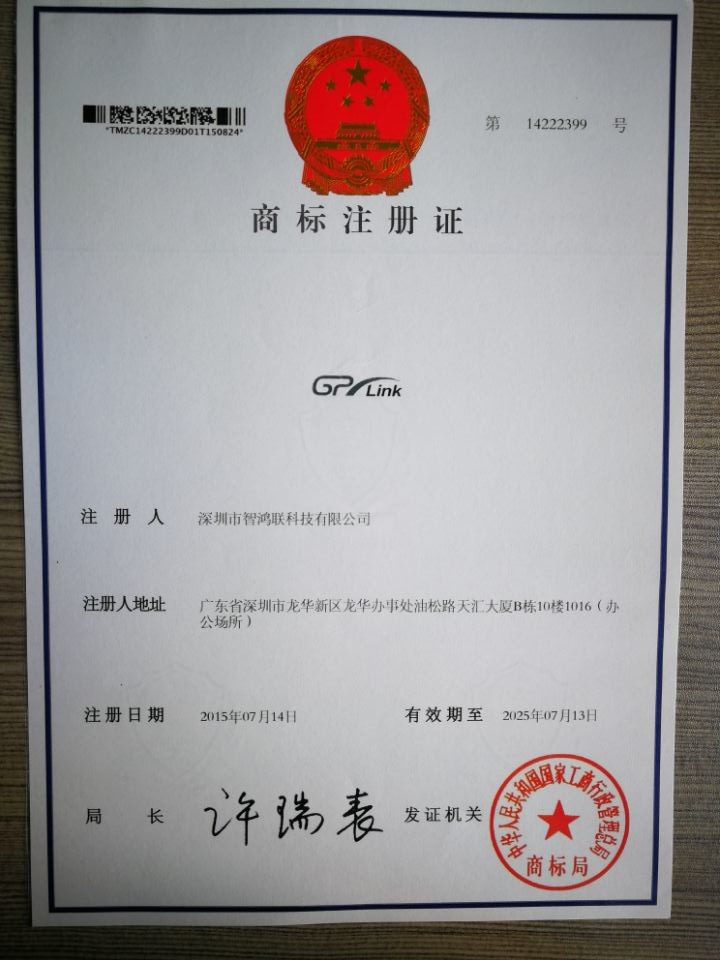 *TMZC14222399D01T150824*
第 14222399 号
商标注册证
GP Link
注册人 深圳市智鸿联科技有限公司
注册人地址 广东省深圳市龙华新区龙华办事处油松路天汇大厦B栋10楼1016（办
公场所）
注册日期 2015年07月14日 有效期至 2025年07月13日
局长 许瑞表 发证机关
中华人民共和国国家工商行政管理总局
商标局